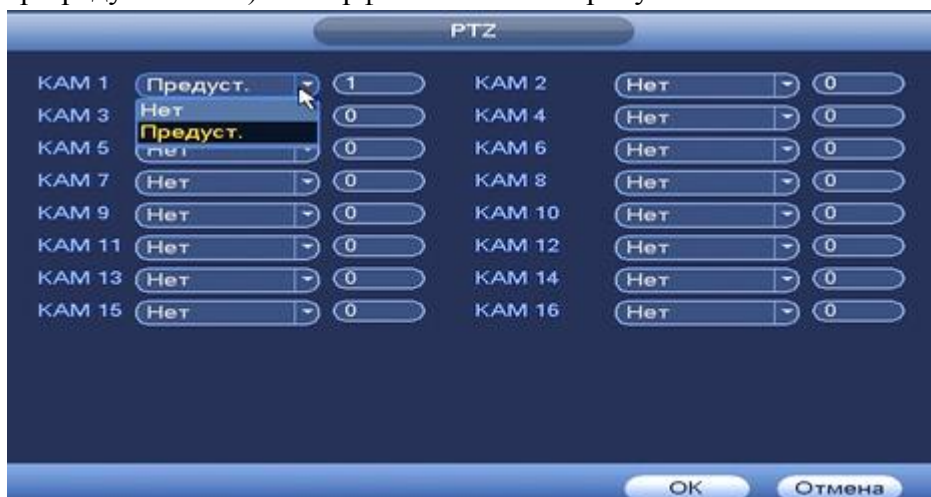 PTZ
КАМ 1 Предуст. 1 КАМ 2 Нет 0
Нет
Предуст.
КАМ 3 0 КАМ 4 Нет 0
КАМ 5 Нет 0 КАМ 6 Нет 0
КАМ 7 Нет 0 КАМ 8 Нет 0
КАМ 9 Нет 0 КАМ 10 Нет 0
КАМ 11 Нет 0 КАМ 12 Нет 0
КАМ 13 Нет 0 КАМ 14 Нет 0
КАМ 15 Нет 0 КАМ 16 Нет 0
ОК Отмена